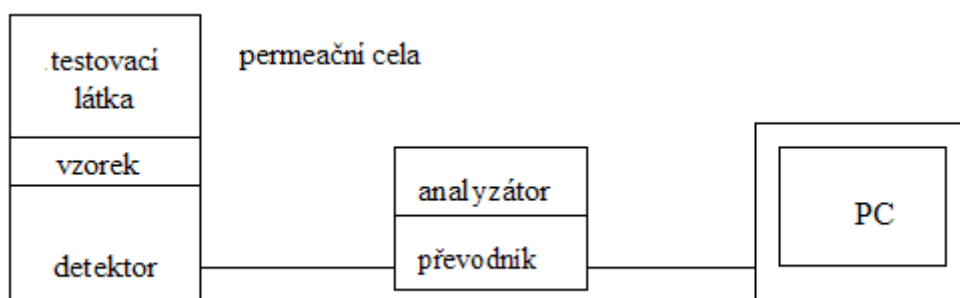 testovací
látka
permeační cela
vzorek
detektor
analyzátor
převodník
PC